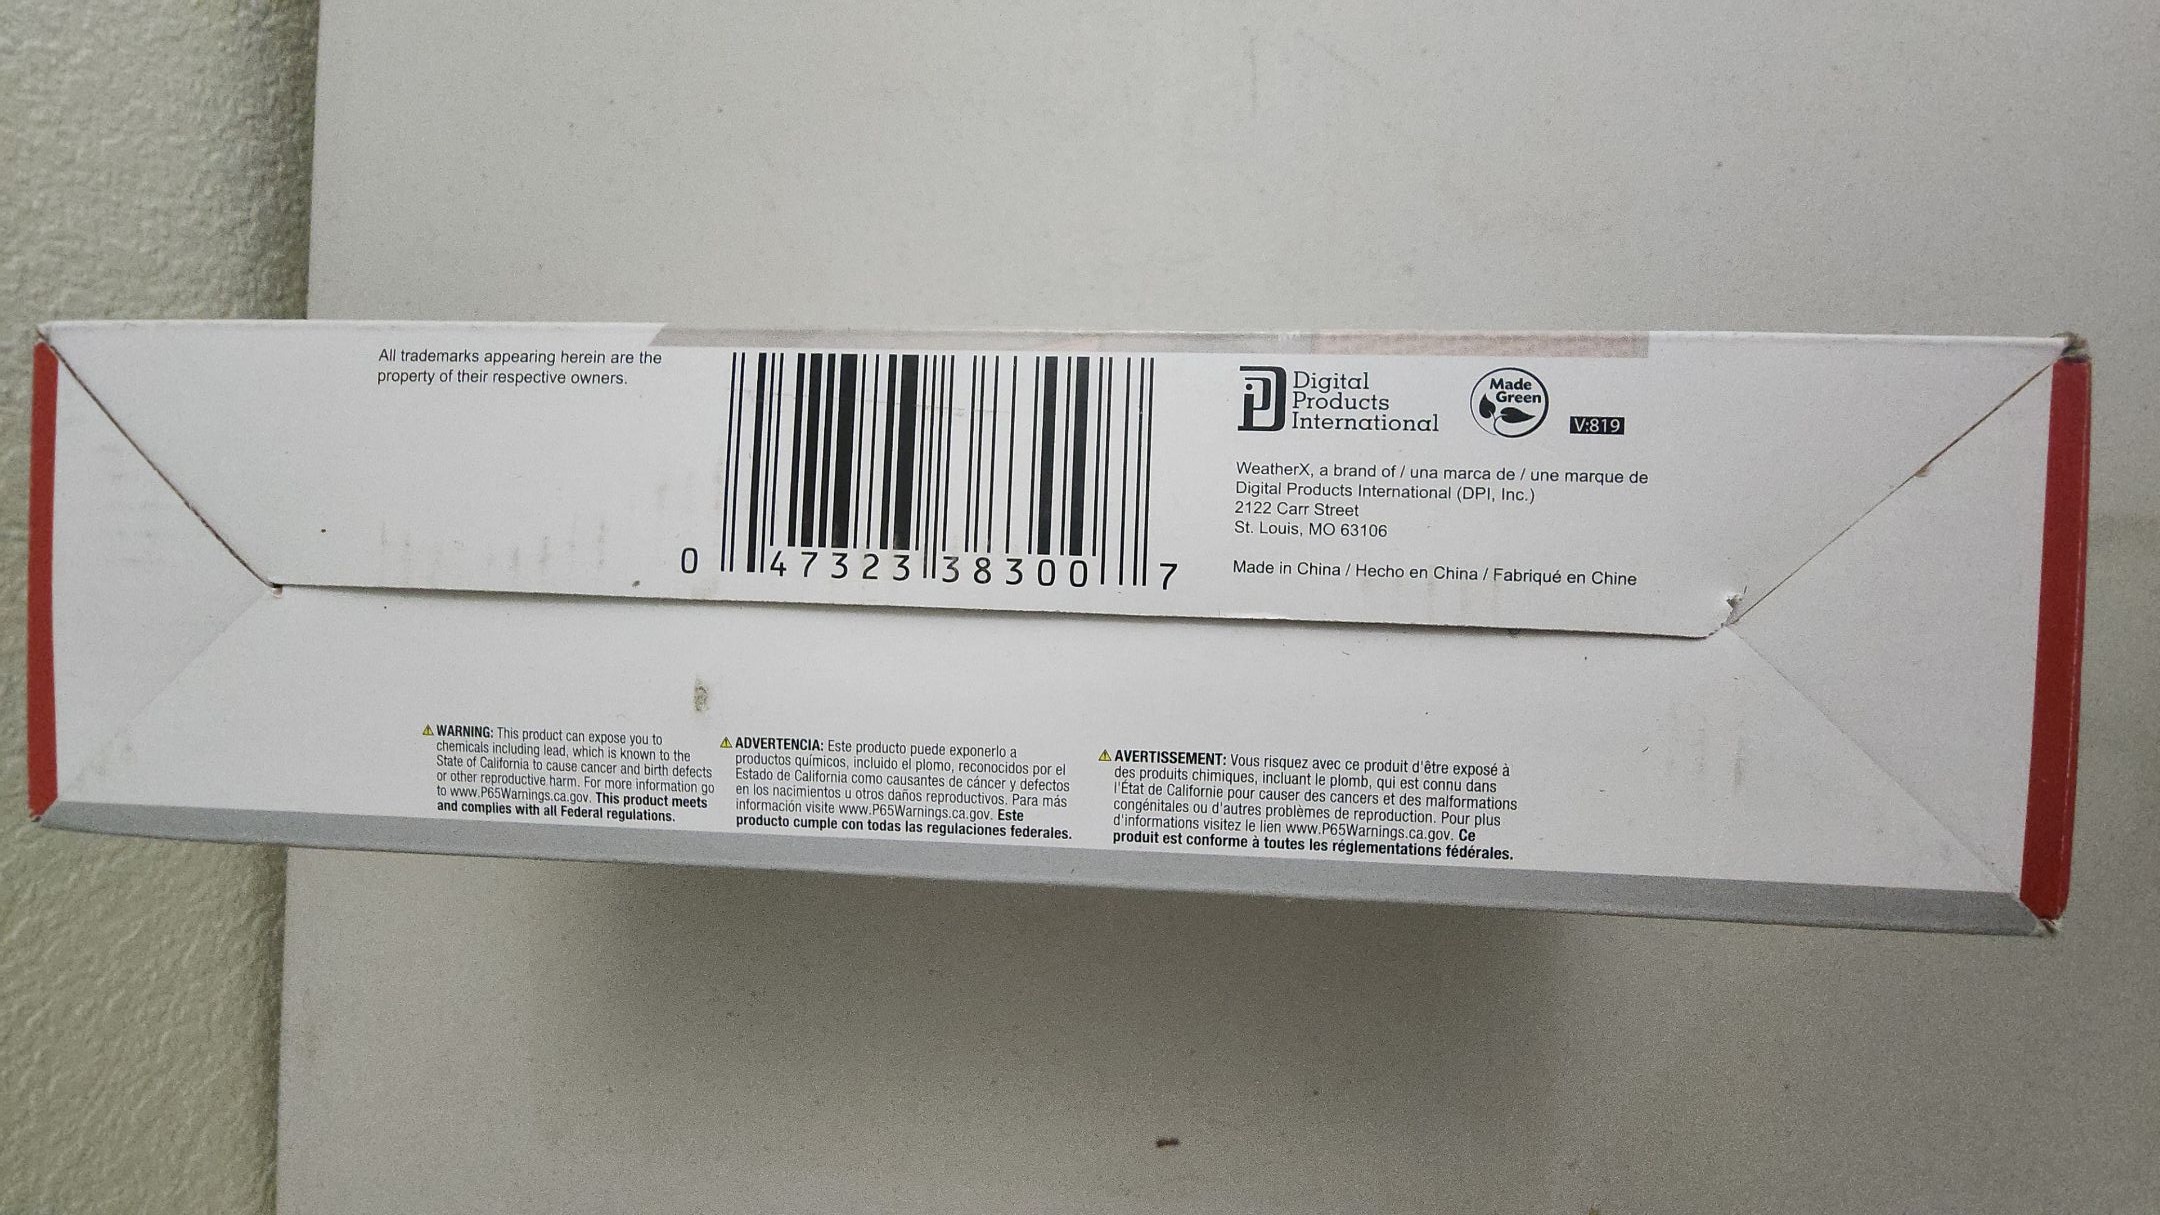 All trademarks appearing herein are the
property of their respective owners.
0 47323 38300 7
Digital
Products
International
Made
Green
V:819
WeatherX, a brand of / una marca de / une marque de
Digital Products International (DPI, Inc.)
2122 Carr Street
St. Louis, MO 63106
Made in China / Hecho en China / Fabriqué en Chine
WARNING: This product can expose you to
chemicals including lead, which is known to the
State of California to cause cancer and birth defects
or other reproductive harm. For more information go
to www.P65Warnings.ca.gov. This product meets
and complies with all Federal regulations.
ADVERTENCIA: Este producto puede exponerlo a
productos químicos, incluido el plomo, reconocidos por el
Estado de California como causantes de cáncer y defectos
en los nacimientos u otros daños reproductivos. Para más
información visite www.P65Warnings.ca.gov. Este
producto cumple con todas las regulaciones federales.
AVERTISSEMENT: Vous risquez avec ce produit d'être exposé à
des produits chimiques, incluant le plomb, qui est connu dans
l'État de Californie pour causer des cancers et des malformations
congénitales ou d'autres problèmes de reproduction. Pour plus
d'informations visitez le lien www.P65Warnings.ca.gov. Ce
produit est conforme à toutes les réglementations fédérales.